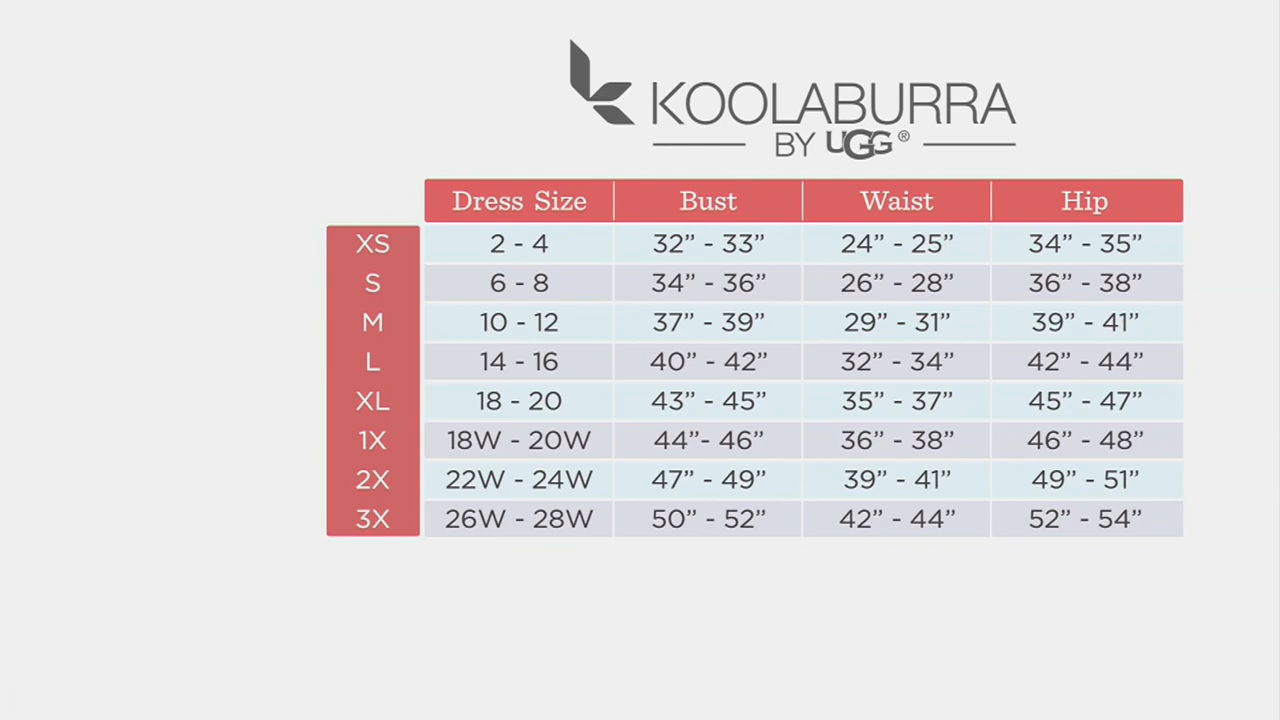 KOOLABURRA
BY UGG®
Dress Size Bust Waist Hip
XS 2 - 4 32” - 33” 24” - 25” 34” - 35”
S 6 - 8 34” - 36” 26” - 28” 36” - 38”
M 10 - 12 37” - 39” 29” - 31” 39” - 41”
L 14 - 16 40” - 42” 32” - 34” 42” - 44”
XL 18 - 20 43” - 45” 35” - 37” 45” - 47”
1X 18W - 20W 44”- 46” 36” - 38” 46” - 48”
2X 22W - 24W 47” - 49” 39” - 41” 49” - 51”
3X 26W - 28W 50” - 52” 42” - 44” 52” - 54”